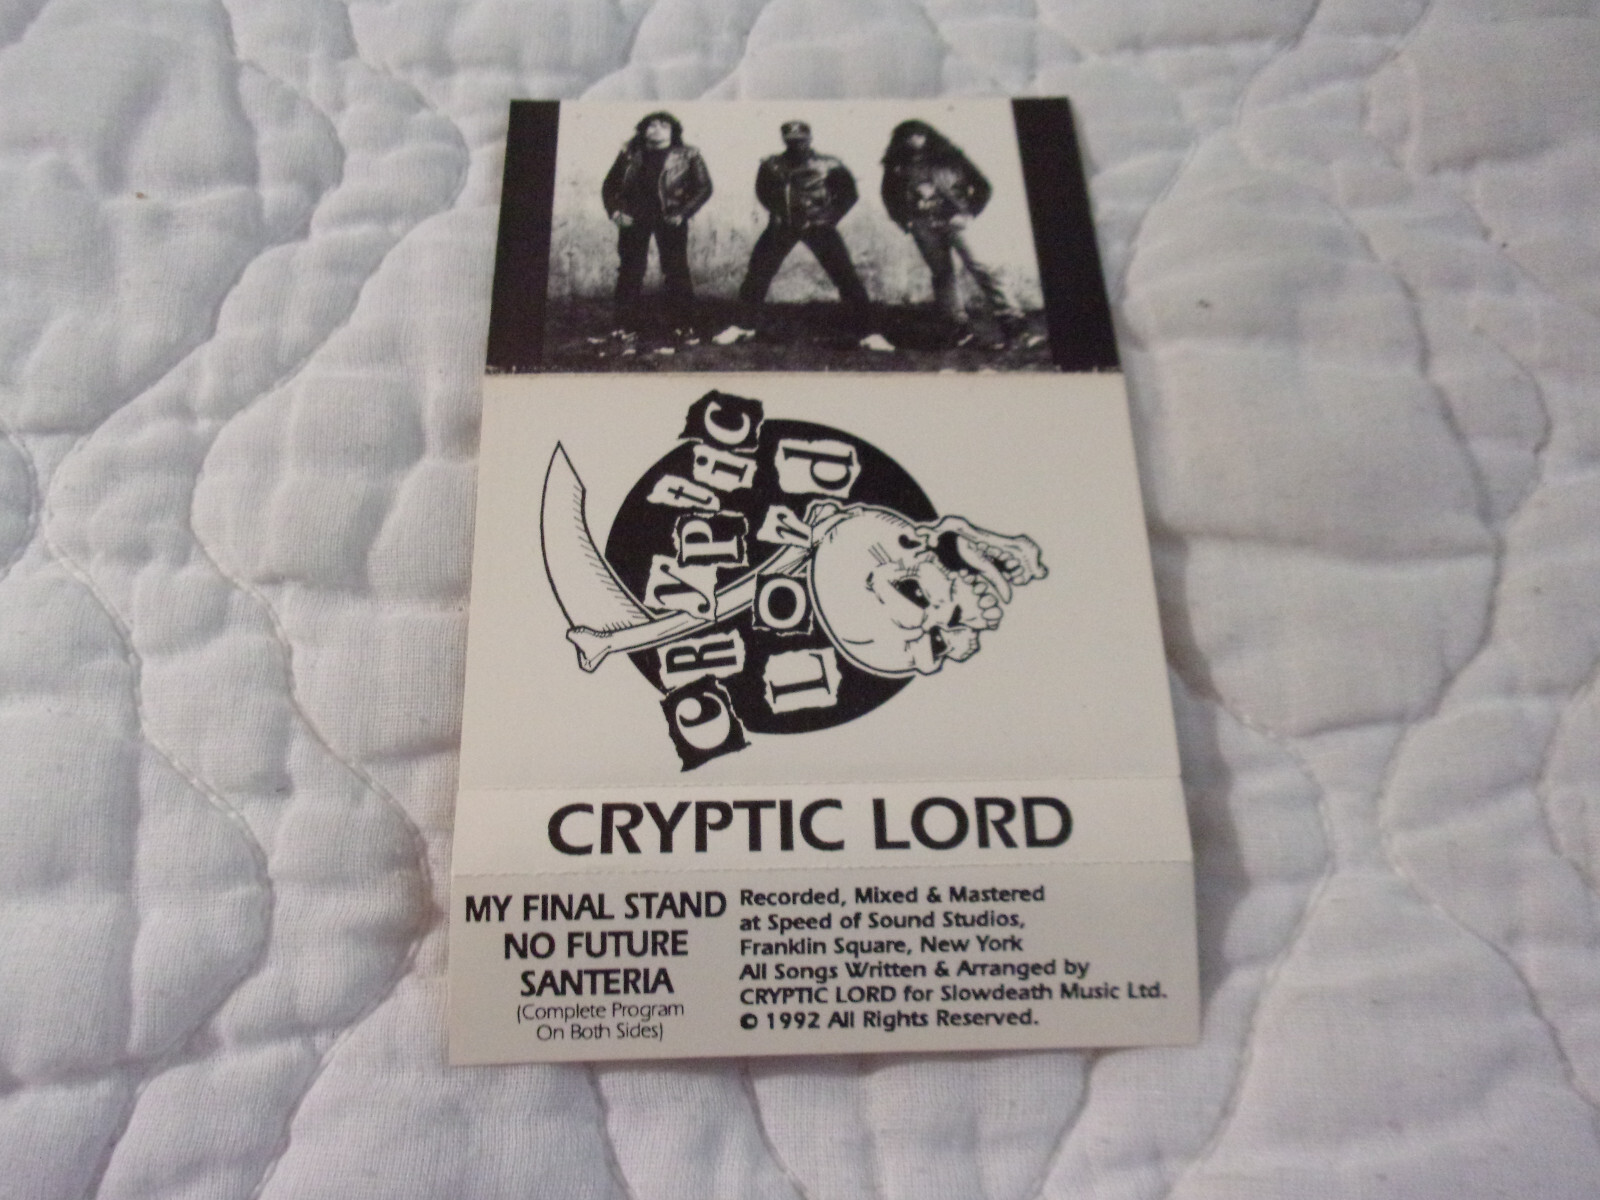 CRyPtiC
Lord
CRYPTIC LORD
MY FINAL STAND
NO FUTURE
SANTERIA
(Complete Program
On Both Sides)
Recorded, Mixed & Mastered
at Speed of Sound Studios,
Franklin Square, New York
All Songs Written & Arranged by
CRYPTIC LORD for Slowdeath Music Ltd.
© 1992 All Rights Reserved.